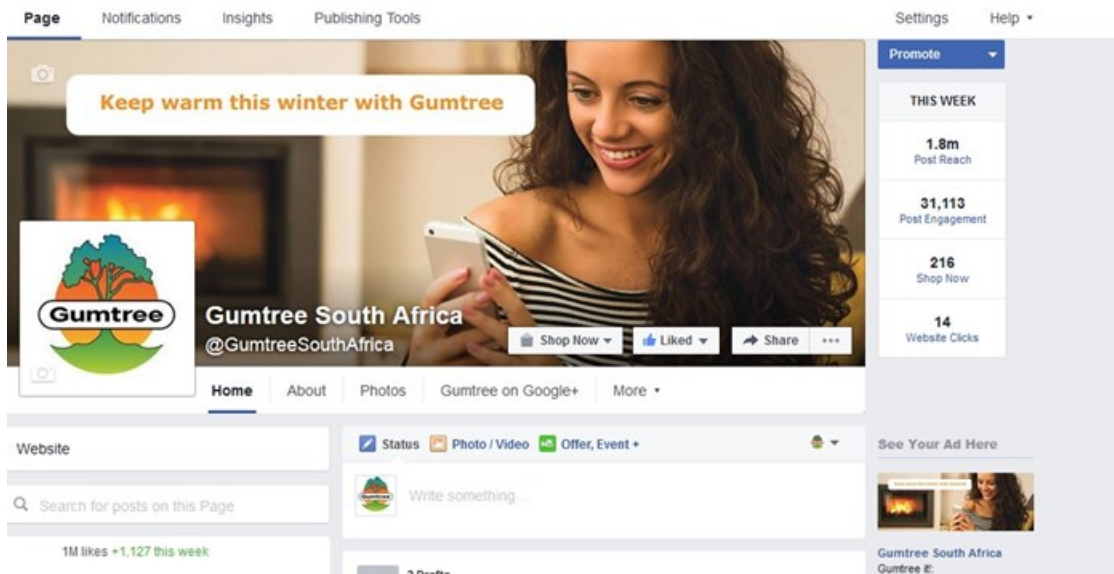 Page Notifications Insights Publishing Tools Settings Help
Promote
Keep warm this winter with Gumtree
THIS WEEK
1.8m
Post Reach
31,113
Post Engagement
216
Shop Now
14
Website Clicks
Gumtree
Gumtree South Africa
@GumtreeSouthAfrica
Shop Now Liked Share
Home About Photos Gumtree on Google+ More
Website
Status Photo / Video Offer, Event +
See Your Ad Here
Search for posts on this Page
Gumtree
Write something...
1M likes +1,127 this week
Gumtree South Africa
Gumtree it!: